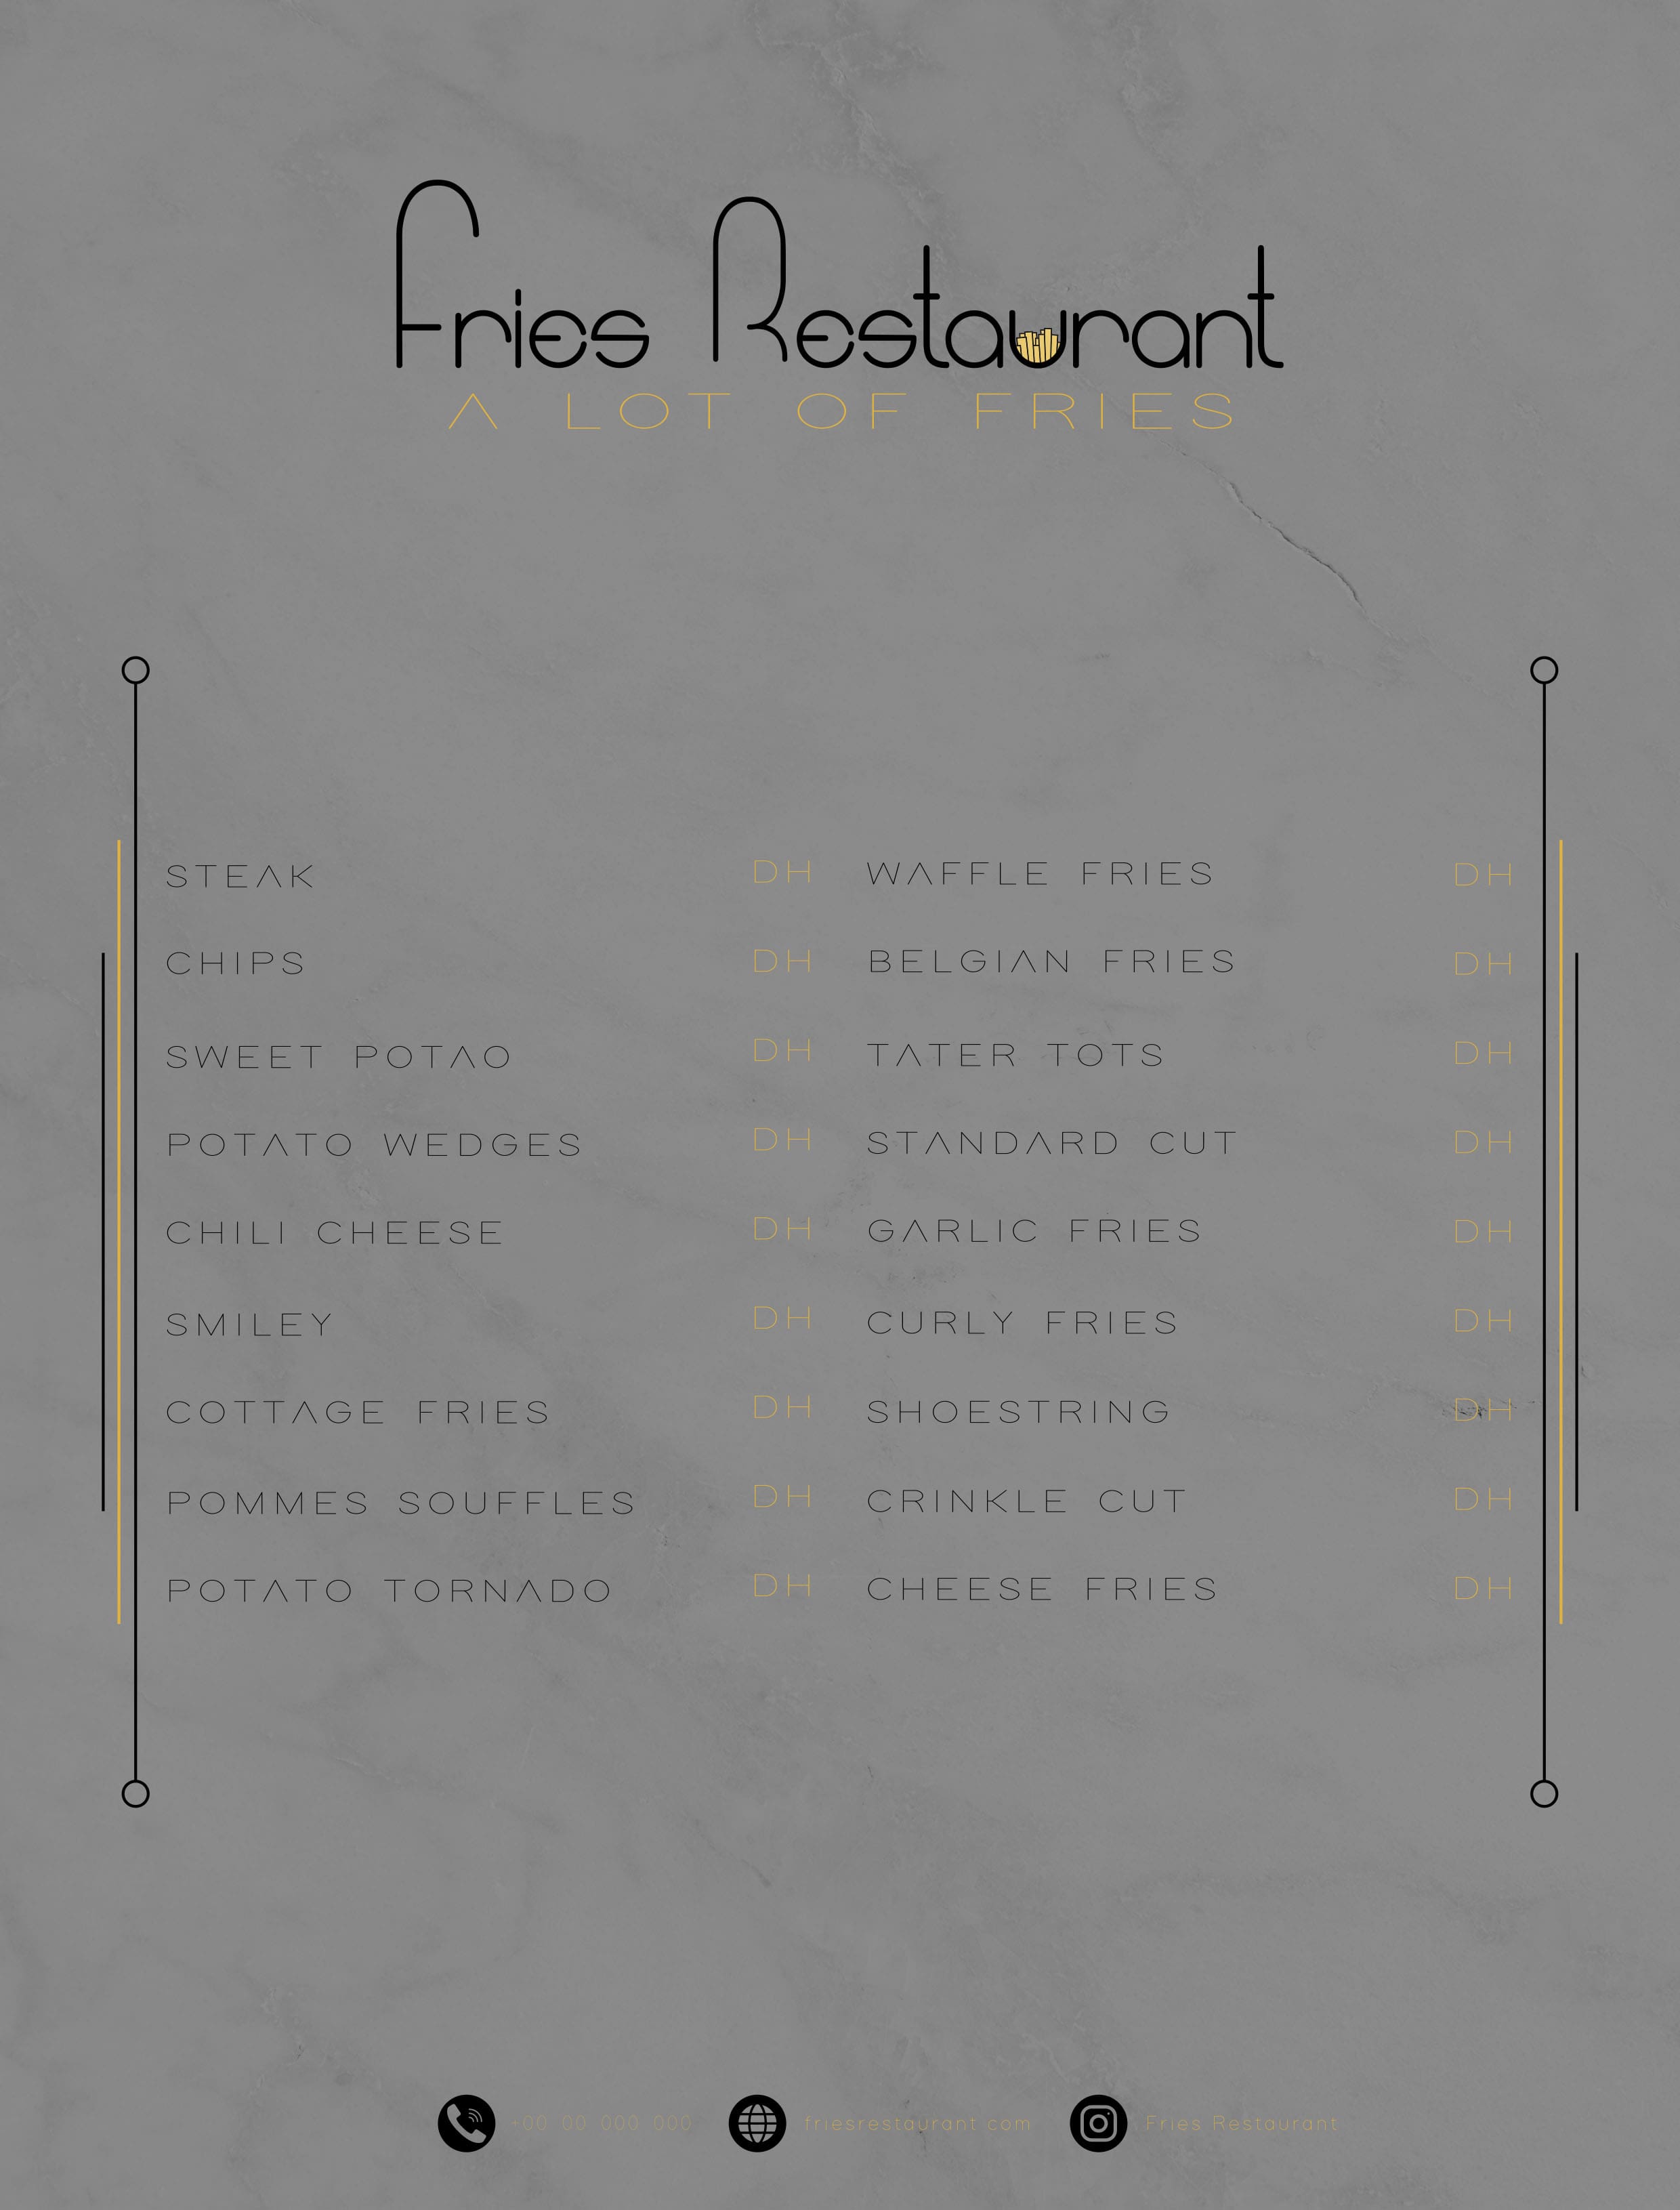 Fries Restaurant
A LOT OF FRIES
STEAK DH
CHIPS DH
SWEET POTAO DH
POTATO WEDGES DH
CHILI CHEESE DH
SMILEY DH
COTTAGE FRIES DH
POMMES SOUFFLES DH
POTATO TORNADO DH
WAFFLE FRIES DH
BELGIAN FRIES DH
TATER TOTS DH
STANDARD CUT DH
GARLIC FRIES DH
CURLY FRIES DH
SHOESTRING DH
CRINKLE CUT DH
CHEESE FRIES DH
+00 00 000 000
friesrestaurant.com
Fries Restaurant